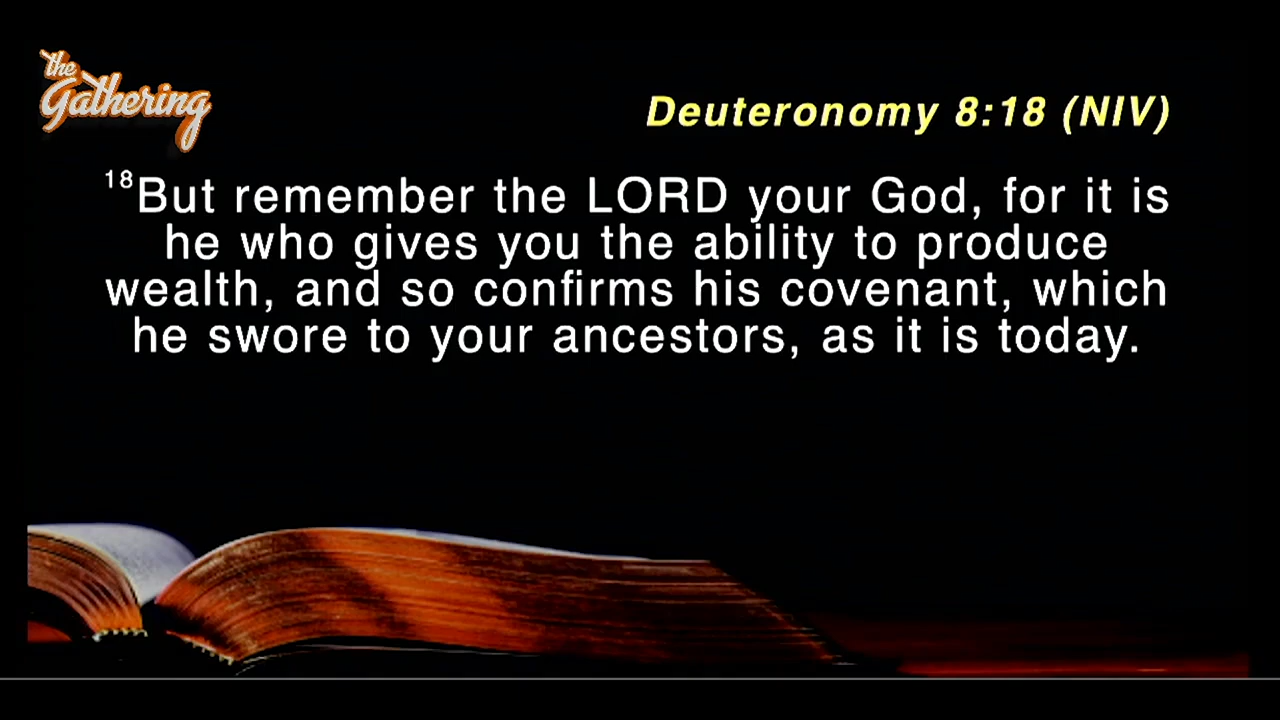 the
Gathering
Deuteronomy 8:18 (NIV)
18But remember the LORD your God, for it is
he who gives you the ability to produce
wealth, and so confirms his covenant, which
he swore to your ancestors, as it is today.